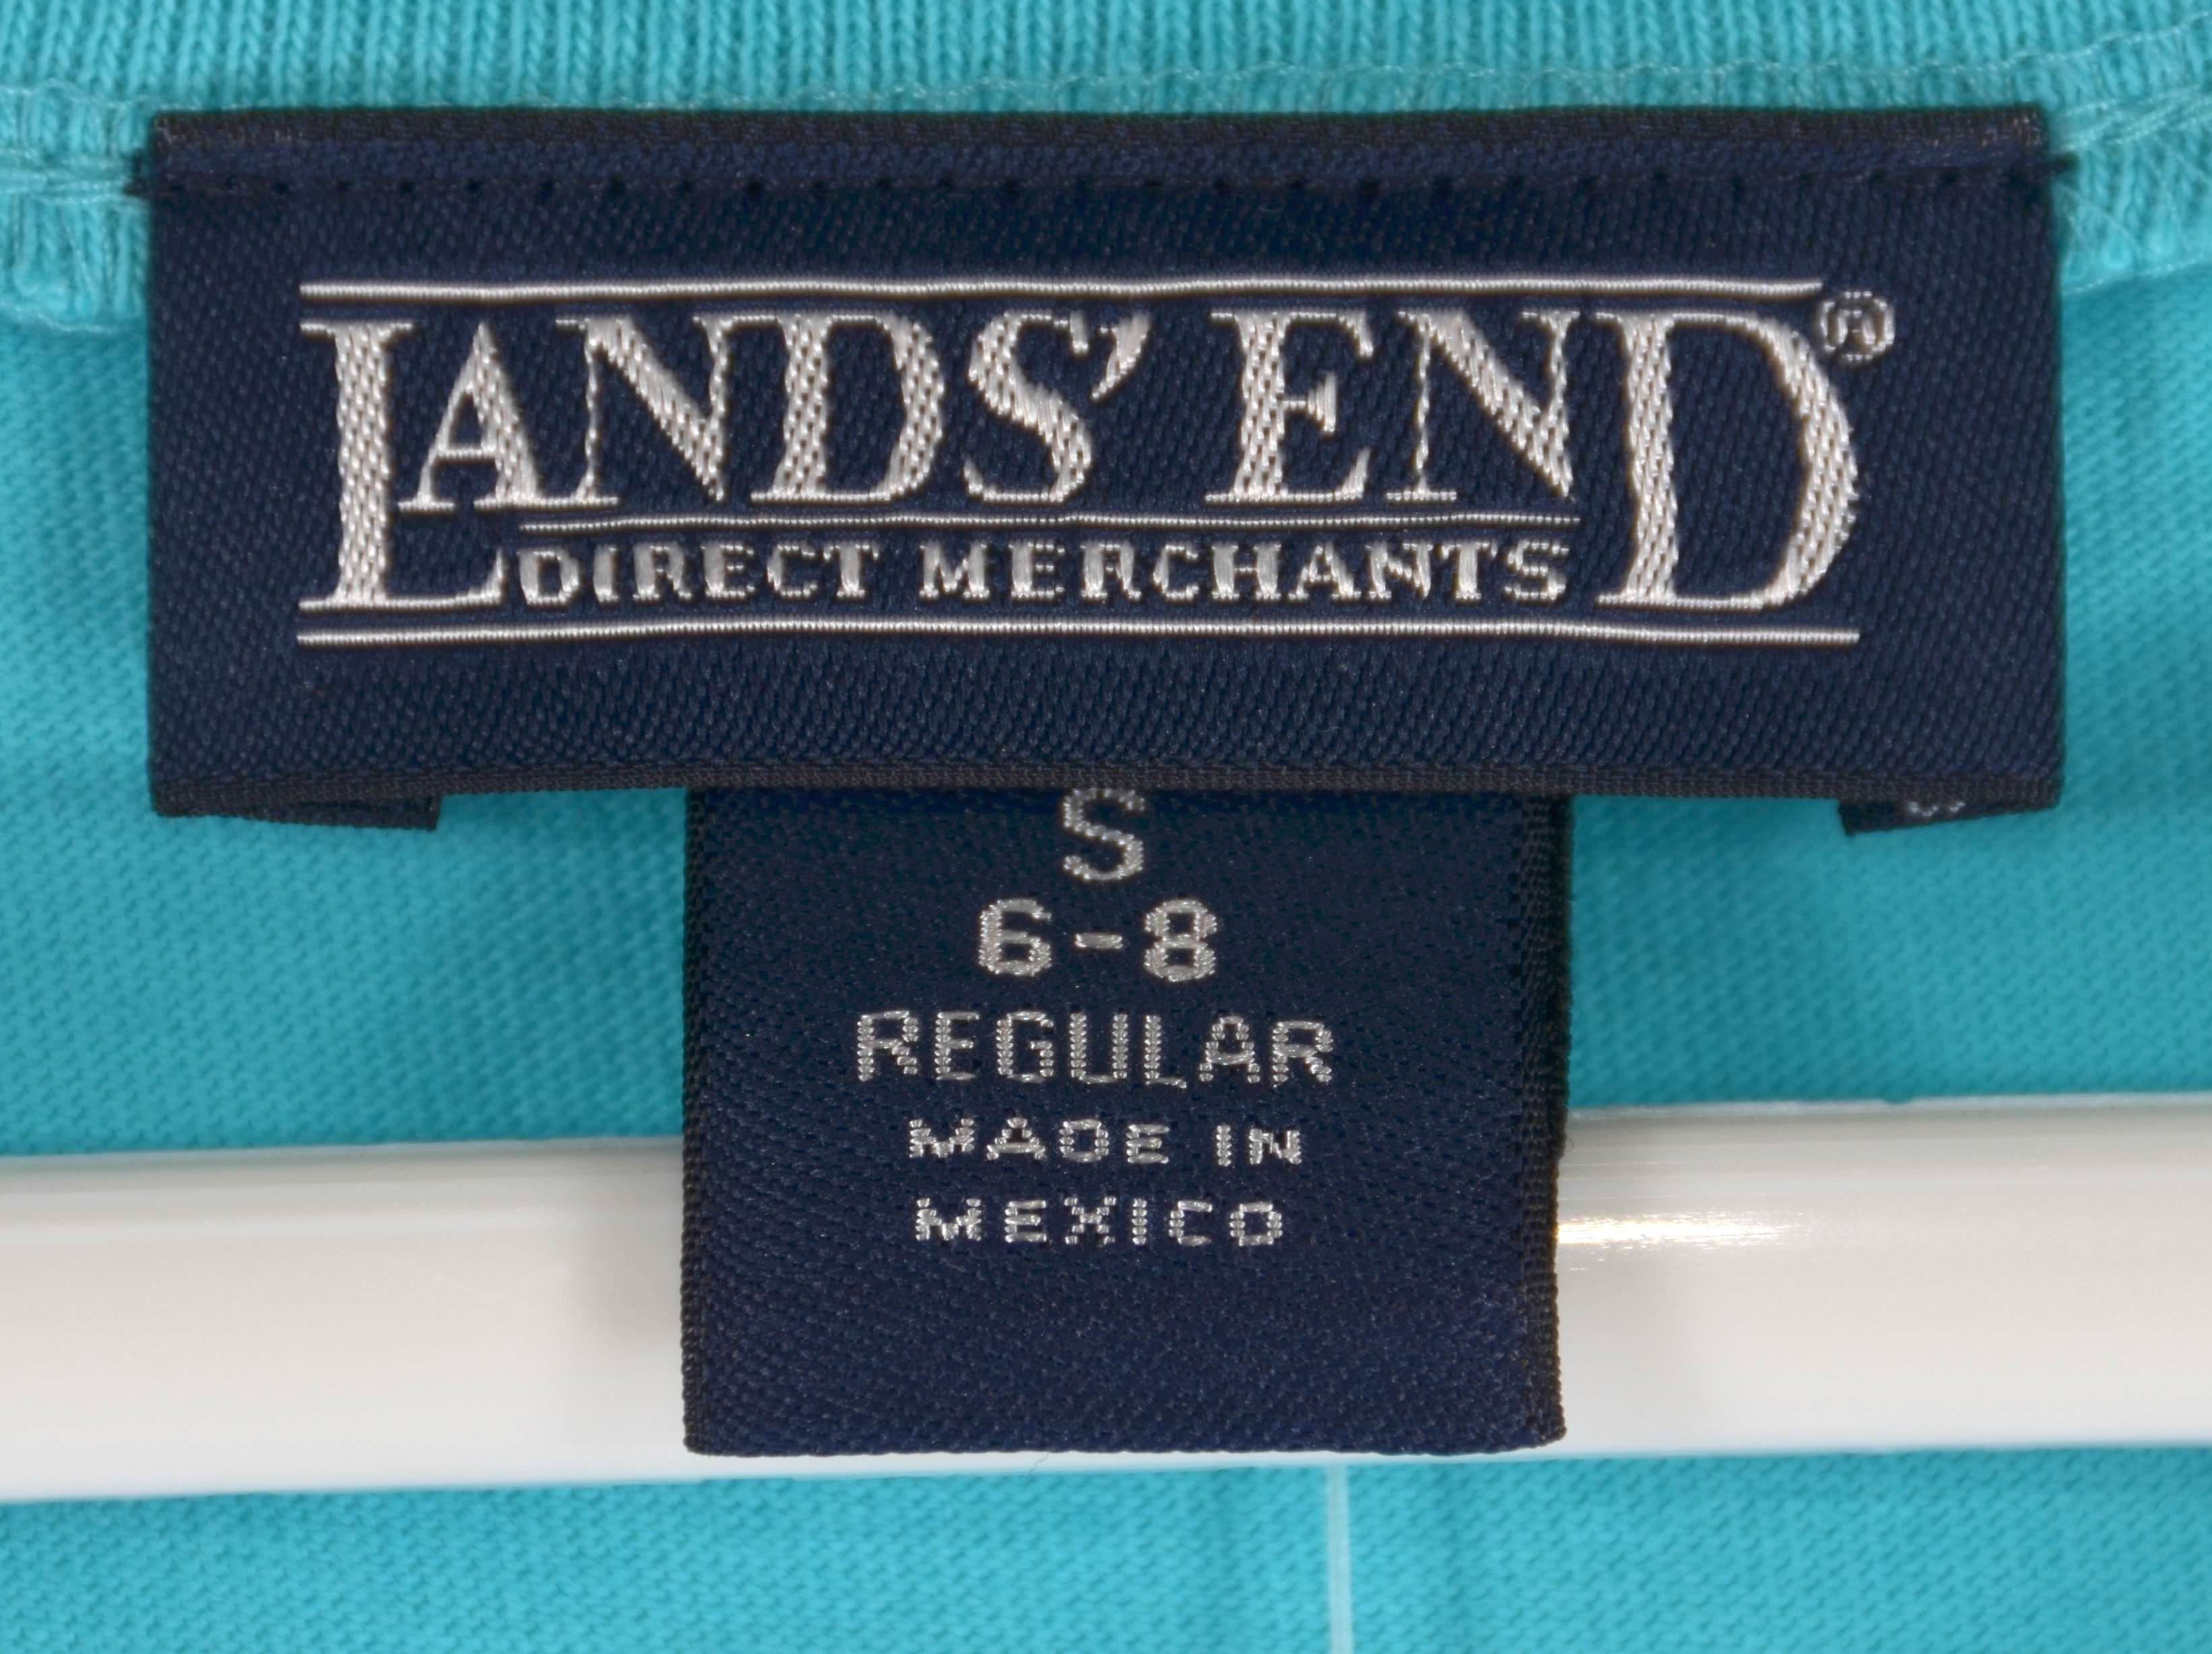 LANDS' END®
DIRECT MERCHANTS
S
6-8
REGULAR
MADE IN
MEXICO